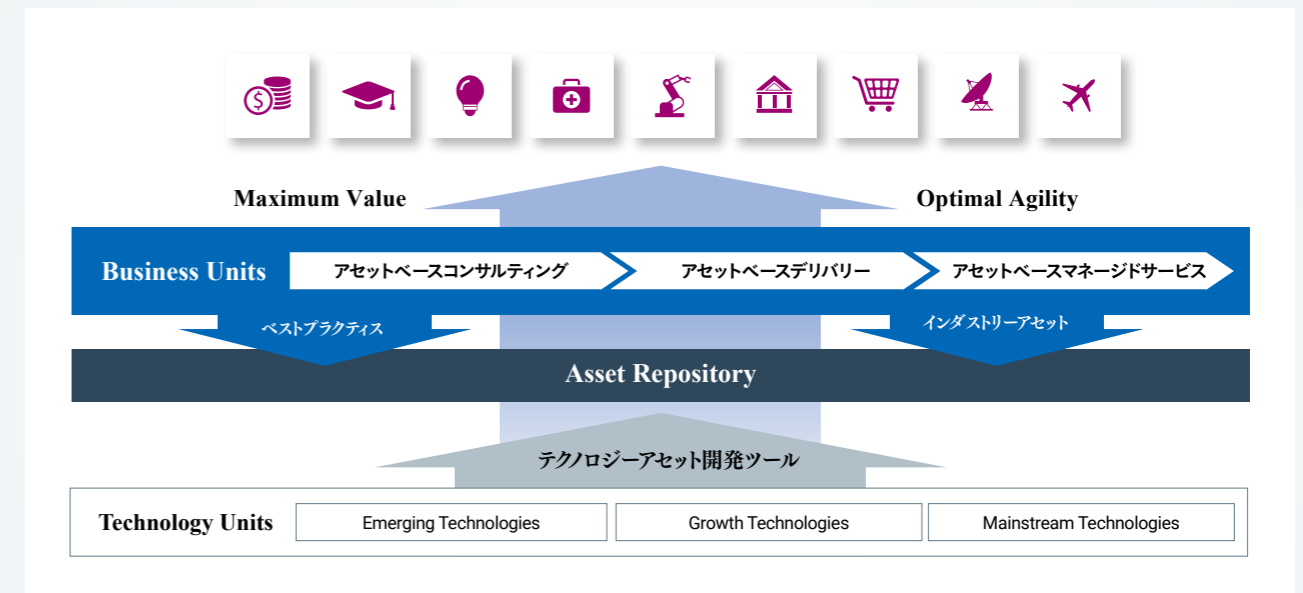 Maximum Value
Optimal Agility
Business Units
アセットベースコンサルティング
アセットベースデリバリー
アセットベースマネージドサービス
ベストプラクティス
インダストリーアセット
Asset Repository
テクノロジーアセット開発ツール
Technology Units
Emerging Technologies
Growth Technologies
Mainstream Technologies